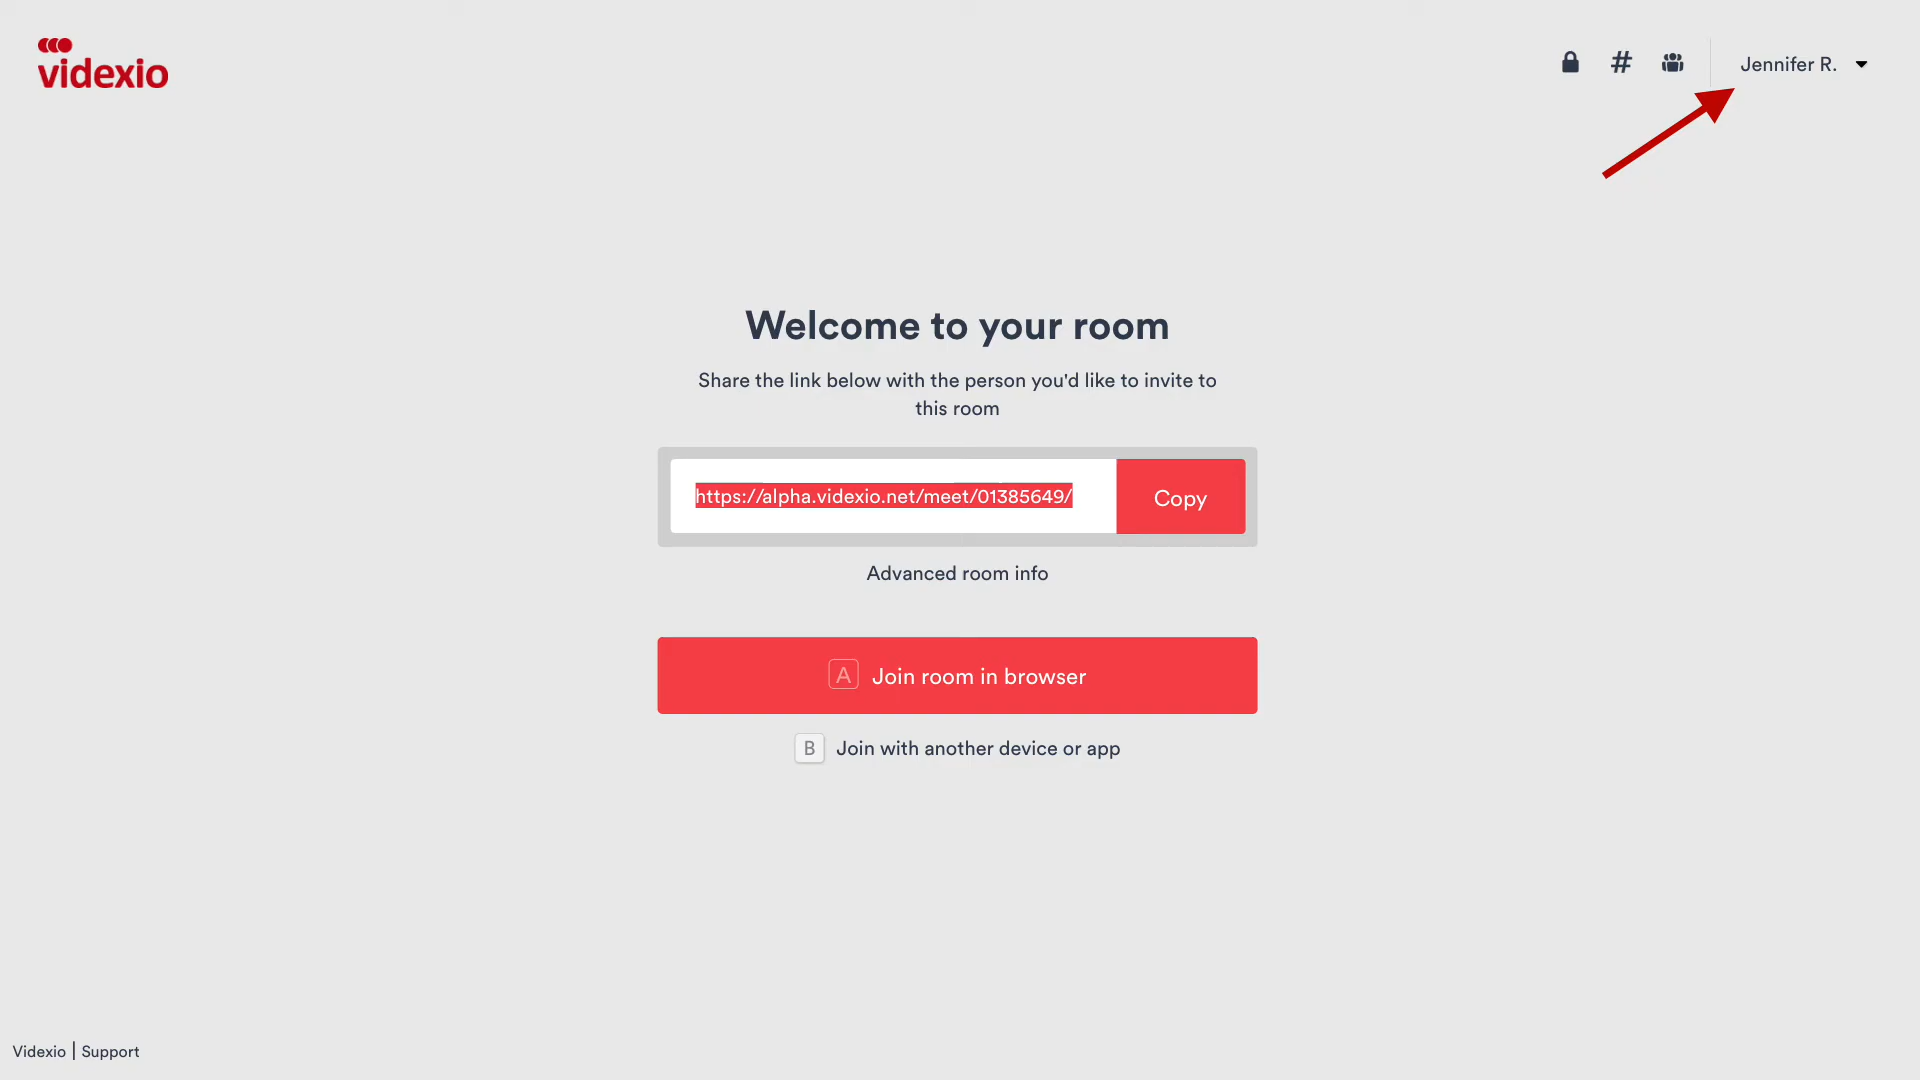 videxio
# Jennifer R.
Welcome to your room
Share the link below with the person you'd like to invite to
this room
https://alpha.videxio.net/meet/01385649/ Copy
Advanced room info
A Join room in browser
B Join with another device or app
Videxio | Support